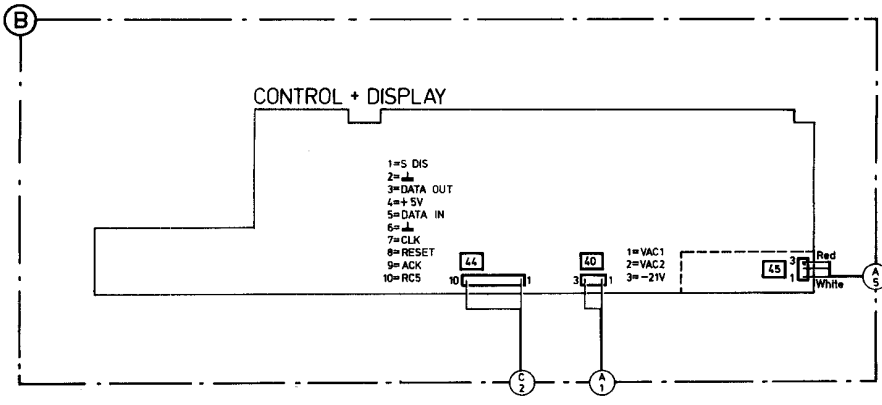 B
CONTROL + DISPLAY
1=S DIS
2=⊥
3=DATA OUT
4=+5V
5=DATA IN
6=⊥
7=CLK
8=RESET
9=ACK
10=RC5
44
10 1
40
3 1
1=VAC1
2=VAC2
3=-21V
45
3
1
Red
White
A
5
C
2
A
1